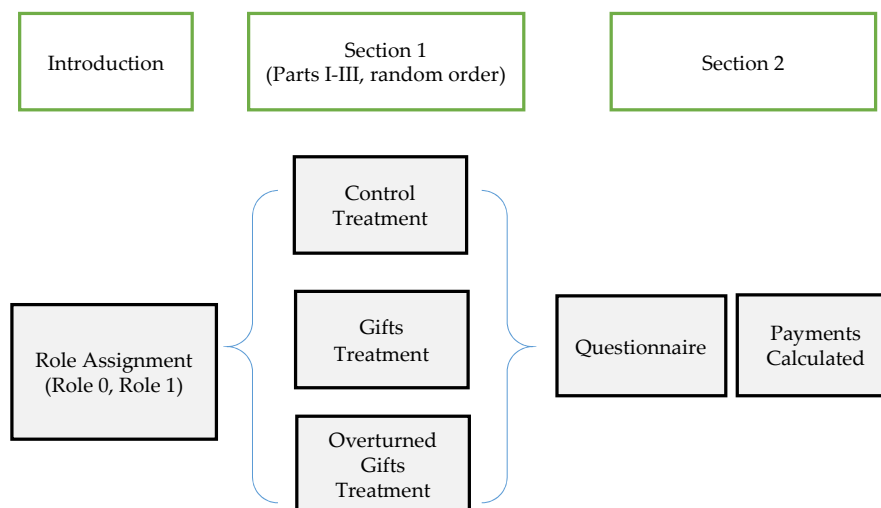 Introduction
Section 1
(Parts I-III, random order)
Section 2
Control
Treatment
Gifts
Treatment
Overturned
Gifts
Treatment
Role Assignment
(Role 0, Role 1)
Questionnaire
Payments
Calculated